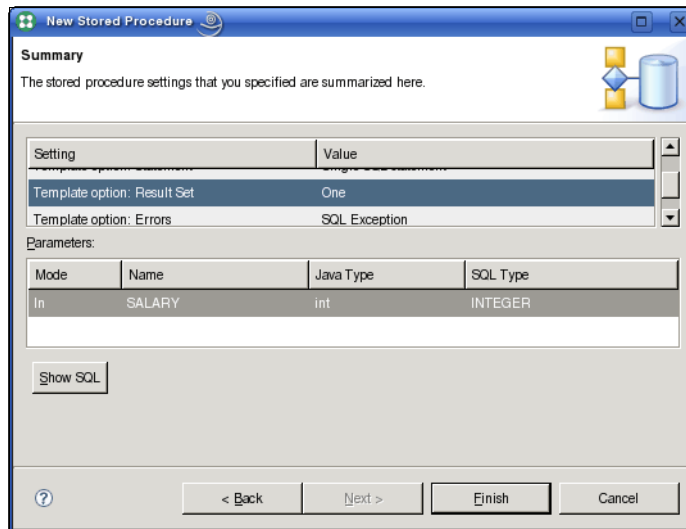 New Stored Procedure
Summary
The stored procedure settings that you specified are summarized here.
Setting Value
Template option: Result Set One
Template option: Errors SQL Exception
Parameters:
Mode Name Java Type SQL Type
In SALARY int INTEGER
Show SQL
? < Back Next > Finish Cancel